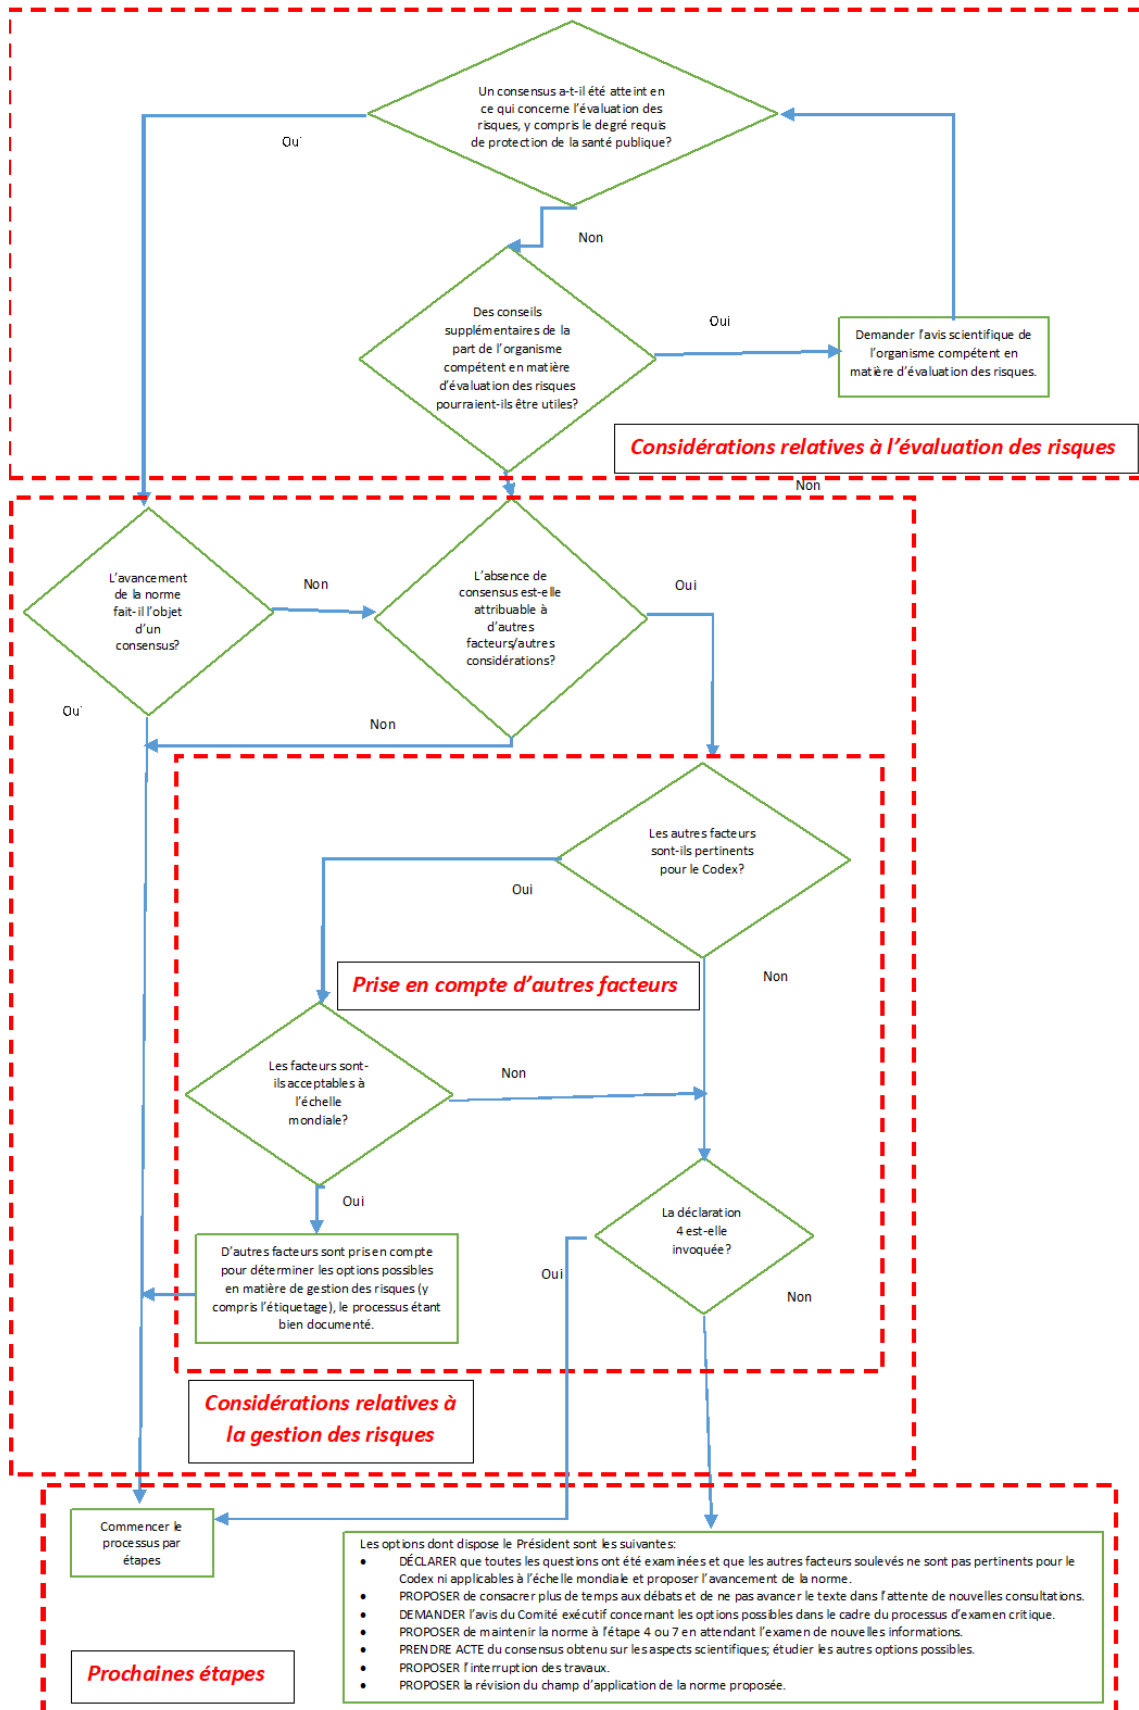 Un consensus a-t-il été atteint en
ce qui concerne l'évaluation des
risques, y compris le degré requis
de protection de la santé publique?
Oui
Non
Des conseils
supplémentaires de la
part de l'organisme
compétent en matière
d'évaluation des risques
pourraient-ils être utiles?
Oui
Demander l'avis scientifique de
l'organisme compétent en
matière d'évaluation des risques.
Considérations relatives à l'évaluation des risques
Non
L'avancement
de la norme
fait-il l'objet
d'un
consensus?
Non
L'absence de
consensus est-elle
attribuable à
d'autres
facteurs/autres
considérations?
Oui
Oui
Non
Les autres facteurs
sont-ils pertinents
pour le Codex?
Oui
Non
Prise en compte d'autres facteurs
Les facteurs sont-
ils acceptables à
l'échelle
mondiale?
Non
Oui
La déclaration
4 est-elle
invoquée?
Oui
Non
D'autres facteurs sont pris en compte
pour déterminer les options possibles
en matière de gestion des risques (y
compris l'étiquetage), le processus étant
bien documenté.
Considérations relatives à
la gestion des risques
Commencer le
processus par
étapes
Les options dont dispose le Président sont les suivantes:
• DÉCLARER que toutes les questions ont été examinées et que les autres facteurs soulevés ne sont pas pertinents pour le
Codex ni applicables à l'échelle mondiale et proposer l'avancement de la norme.
• PROPOSER de consacrer plus de temps aux débats et de ne pas avancer le texte dans l'attente de nouvelles consultations.
• DEMANDER l'avis du Comité exécutif concernant les options possibles dans le cadre du processus d'examen critique.
• PROPOSER de maintenir la norme à l'étape 4 ou 7 en attendant l'examen de nouvelles informations.
• PRENDRE ACTE du consensus obtenu sur les aspects scientifiques; étudier les autres options possibles.
• PROPOSER l'interruption des travaux.
• PROPOSER la révision du champ d'application de la norme proposée.
Prochaines étapes